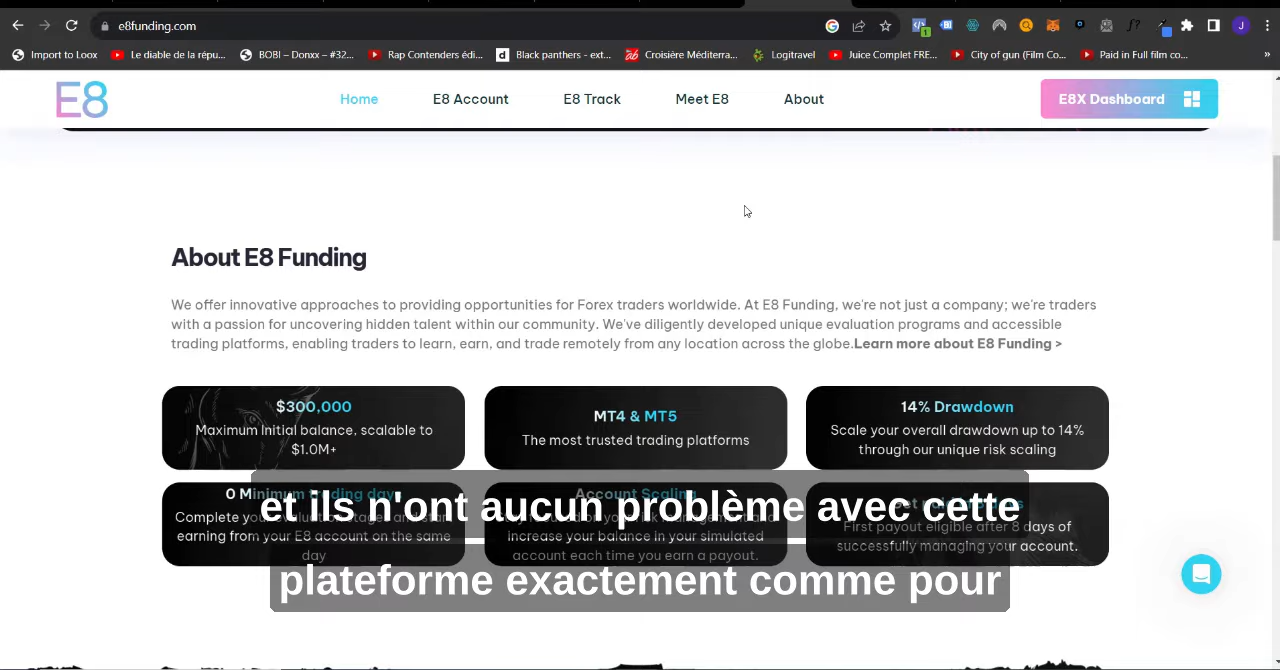 e8funding.com
Import to Loox
Le diable de la répu...
BOBI – Donxx – #32...
Rap Contenders édi...
Black panthers - ext...
Croisière Méditerra...
Logitravel
Juice Complet FRE...
City of gun (Film Co...
Paid in Full film co...
»
E8
Home
E8 Account
E8 Track
Meet E8
About
E8X Dashboard
About E8 Funding
We offer innovative approaches to providing opportunities for Forex traders worldwide. At E8 Funding, we're not just a company; we're traders
with a passion for uncovering hidden talent within our community. We've diligently developed unique evaluation programs and accessible
trading platforms, enabling traders to learn, earn, and trade remotely from any location across the globe.Learn more about E8 Funding >
$300,000
Maximum Initial balance, scalable to
$1.0M+
MT4 & MT5
The most trusted trading platforms
14% Drawdown
Scale your overall drawdown up to 14%
through our unique risk scaling
0 Minimum trading day
Complete your evaluation stages and start
earning from your E8 account on the same
day
Account Scaling
increase your balance in your simulated
account each time you earn a payout.
First payout eligible after 8 days of
successfully managing your account.
et ils n'ont aucun problème avec cette
plateforme exactement comme pour